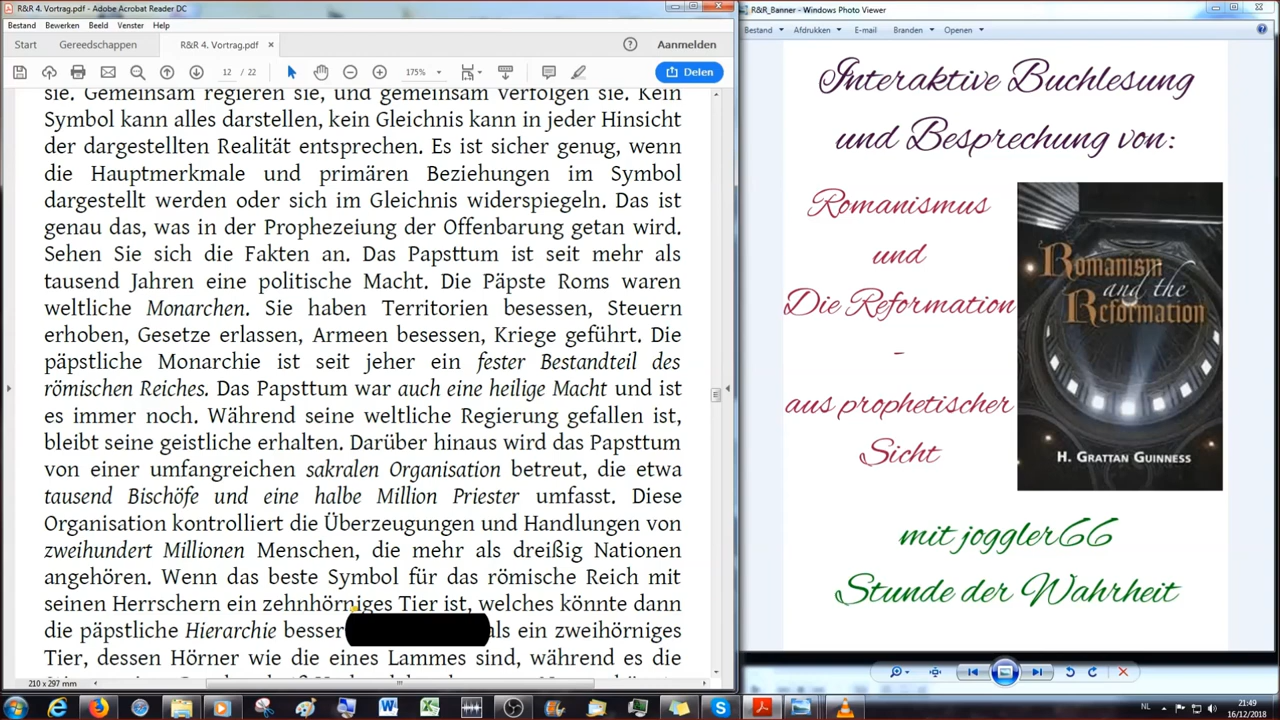 R&R 4. Vortrag.pdf - Adobe Acrobat Reader DC
Bestand Bewerken Beeld Venster Help
Start Gereedschappen R&R 4. Vortrag.pdf × Aanmelden
12 / 22 175% Delen
sie. Gemeinsam regieren sie, und gemeinsam verfolgen sie. Kein
Symbol kann alles darstellen, kein Gleichnis kann in jeder Hinsicht
der dargestellten Realität entsprechen. Es ist sicher genug, wenn
die Hauptmerkmale und primären Beziehungen im Symbol
dargestellt werden oder sich im Gleichnis widerspiegeln. Das ist
genau das, was in der Prophezeiung der Offenbarung getan wird.
Sehen Sie sich die Fakten an. Das Papsttum ist seit mehr als
tausend Jahren eine politische Macht. Die Päpste Roms waren
weltliche Monarchen. Sie haben Territorien besessen, Steuern
erhoben, Gesetze erlassen, Armeen besessen, Kriege geführt. Die
päpstliche Monarchie ist seit jeher ein fester Bestandteil des
römischen Reiches. Das Papsttum war auch eine heilige Macht und ist
es immer noch. Während seine weltliche Regierung gefallen ist,
bleibt seine geistliche erhalten. Darüber hinaus wird das Papsttum
von einer umfangreichen sakralen Organisation betreut, die etwa
tausend Bischöfe und eine halbe Million Priester umfasst. Diese
Organisation kontrolliert die Überzeugungen und Handlungen von
zweihundert Millionen Menschen, die mehr als dreißig Nationen
angehören. Wenn das beste Symbol für das römische Reich mit
seinen Herrschern ein zehnhörniges Tier ist, welches könnte dann
die päpstliche Hierarchie besser als ein zweihörniges
Tier, dessen Hörner wie die eines Lammes sind, während es die
210 x 297 mm
R&R_Banner - Windows Photo Viewer
Bestand Afdrukken E-mail Branden Openen
Interaktive Buchlesung
und Besprechung von:
Romanismus
und
Die Reformation
-
aus prophetischer
Sicht
Romanism
and the
Reformation
H. GRATTAN GUINNESS
mit joggler66
Stunde der Wahrheit
NL 21:49
16/12/2018